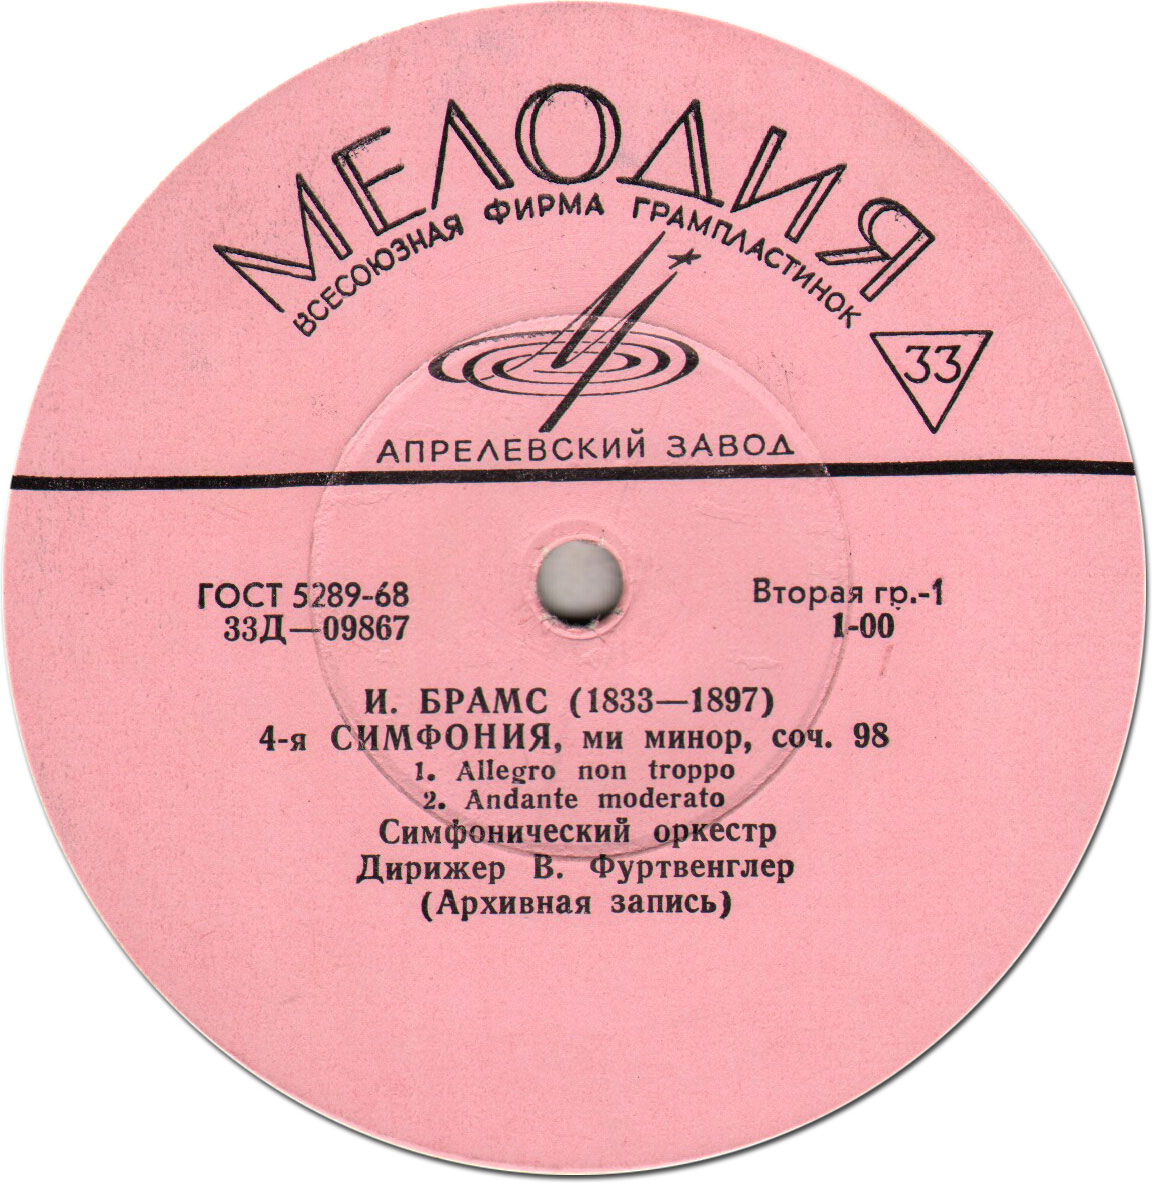 МЕЛОДИЯ
ВСЕСОЮЗНАЯ ФИРМА ГРАМПЛАСТИНОК
33
АПРЕЛЕВСКИЙ ЗАВОД
ГОСТ 5289-68
Вторая гр.-1
33Д—09867
1-00
И. БРАМС (1833—1897)
4-я СИМФОНИЯ, ми минор, соч. 98
1. Allegro non troppo
2. Andante moderato
Симфонический оркестр
Дирижер В. Фуртвенглер
(Архивная запись)